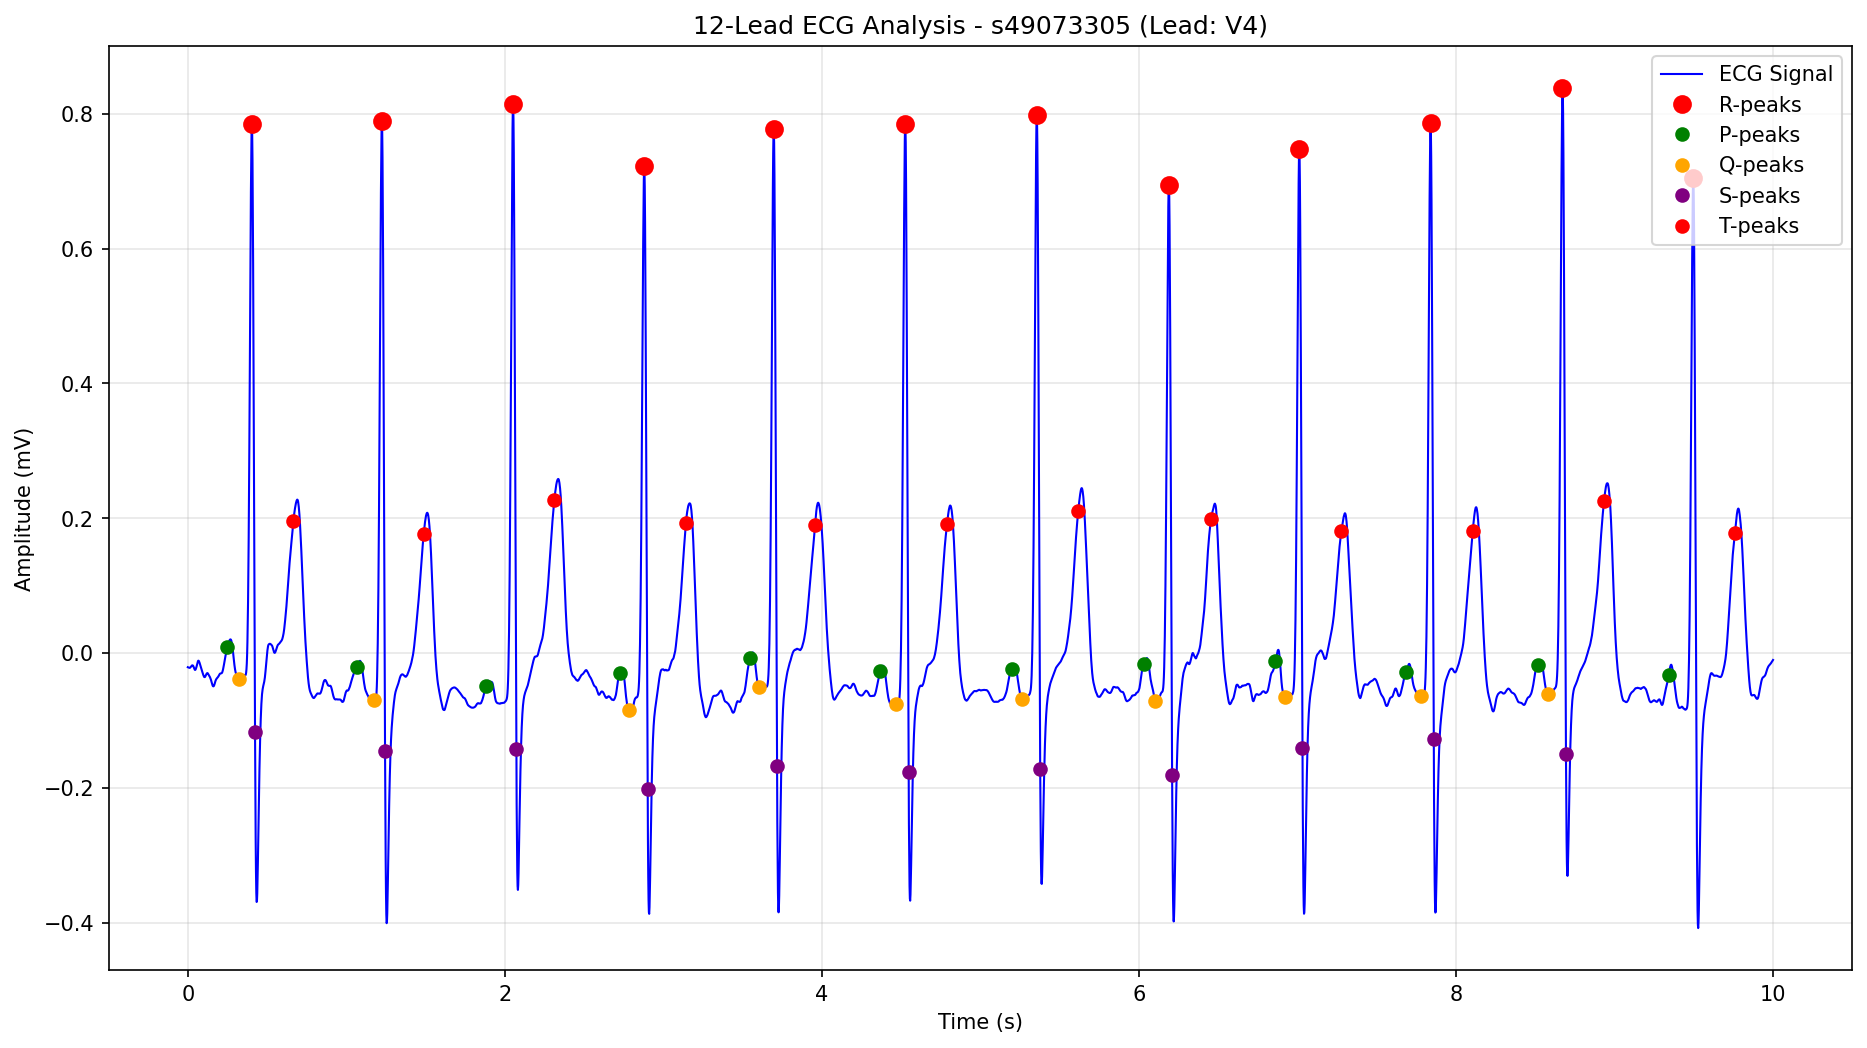 12-Lead ECG Analysis - s49073305 (Lead: V4)
ECG Signal
R-peaks
P-peaks
Q-peaks
S-peaks
T-peaks
Amplitude (mV)
0.8
0.6
0.4
0.2
0.0
−0.2
−0.4
0 2 4 6 8 10
Time (s)